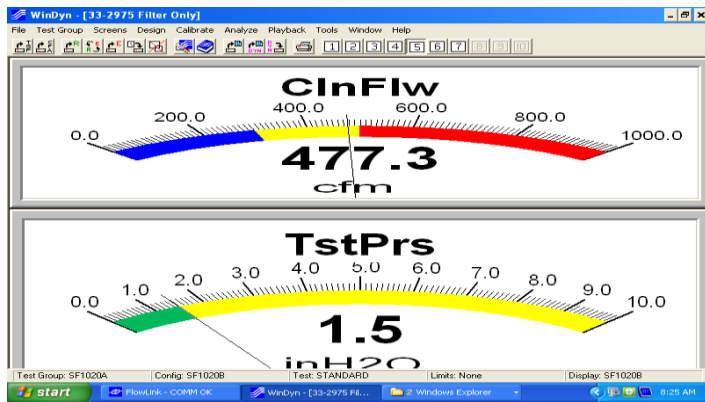 WinDyn - [33-2975 Filter Only]
File Test Group Screens Design Calibrate Analyze Playback Tools Window Help
1 2 3 4 5 6 7 8 9 10
ClnFlw
0.0 200.0 400.0 600.0 800.0 1000.0
477.3
cfm
TstPrs
0.0 1.0 2.0 3.0 4.0 5.0 6.0 7.0 8.0 9.0 10.0
1.5
inH2O
Test Group: SF1020A Config: SF1020B Test: STANDARD Limits: None Display: SF1020B
start FlowLink - COMM OK WinDyn - [33-2975 Fil... 2 Windows Explorer 8:25 AM